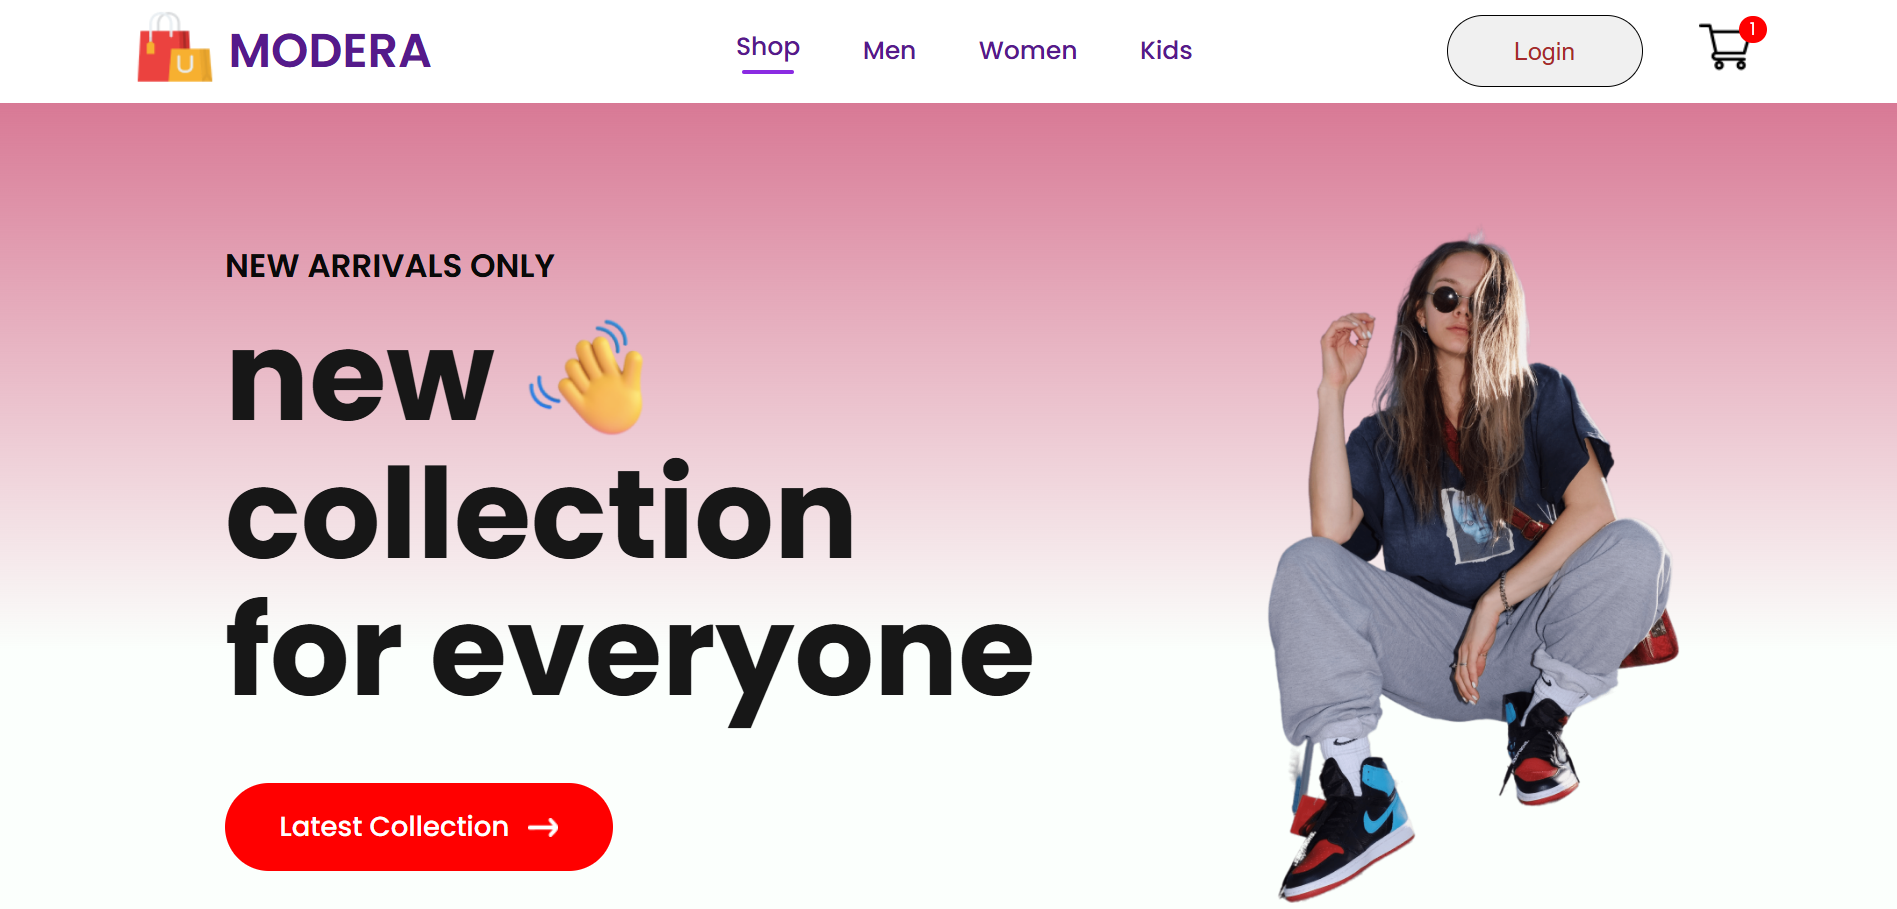 U
MODERA
Shop
Men
Women
Kids
Login
1
NEW ARRIVALS ONLY
new 👋
collection
for everyone
Latest Collection →